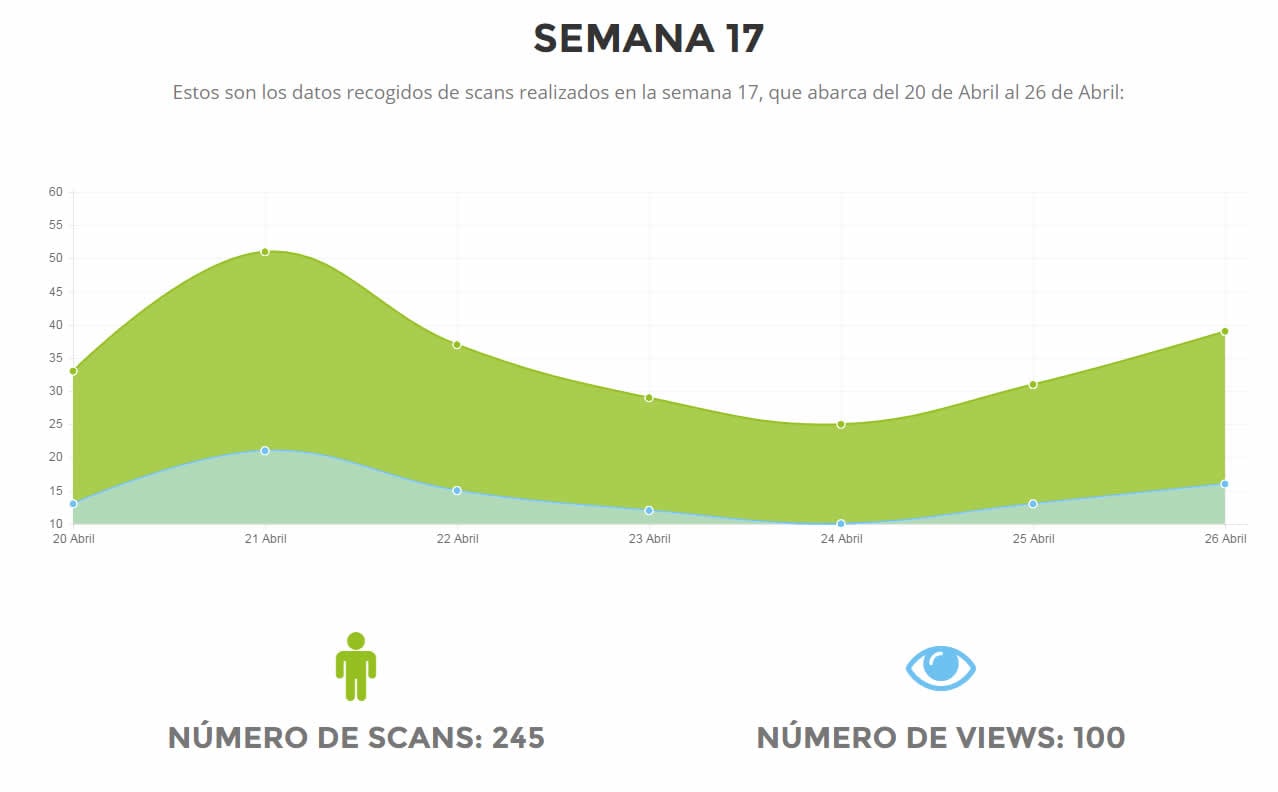 SEMANA 17
Estos son los datos recogidos de scans realizados en la semana 17, que abarca del 20 de Abril al 26 de Abril:
60
55
50
45
40
35
30
25
20
15
10
20 Abril 21 Abril 22 Abril 23 Abril 24 Abril 25 Abril 26 Abril
NÚMERO DE SCANS: 245 NÚMERO DE VIEWS: 100